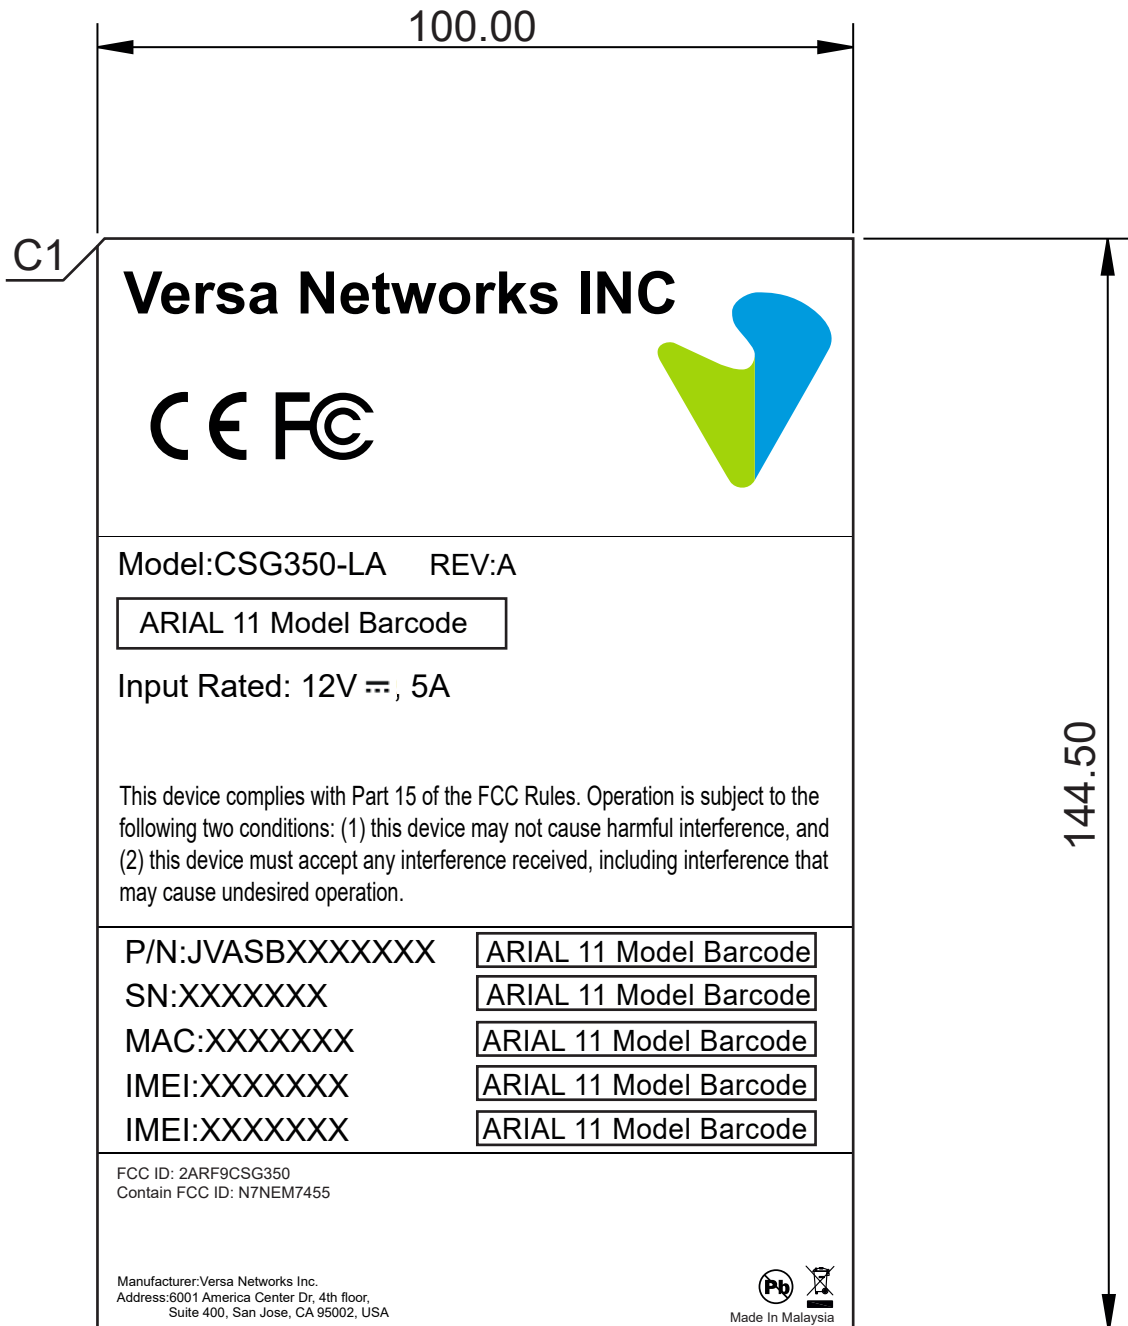 100.00
C1
Versa Networks INC
CE FC
Model:CSG350-LA REV:A
ARIAL 11 Model Barcode
Input Rated: 12V ⎓, 5A
144.50
This device complies with Part 15 of the FCC Rules. Operation is subject to the
following two conditions: (1) this device may not cause harmful interference, and
(2) this device must accept any interference received, including interference that
may cause undesired operation.
P/N:JVASBXXXXXXX ARIAL 11 Model Barcode
SN:XXXXXXX ARIAL 11 Model Barcode
MAC:XXXXXXX ARIAL 11 Model Barcode
IMEI:XXXXXXX ARIAL 11 Model Barcode
IMEI:XXXXXXX ARIAL 11 Model Barcode
FCC ID: 2ARF9CSG350
Contain FCC ID: N7NEM7455
Manufacturer:Versa Networks Inc.
Address:6001 America Center Dr, 4th floor,
Suite 400, San Jose, CA 95002, USA
Pb
Made In Malaysia